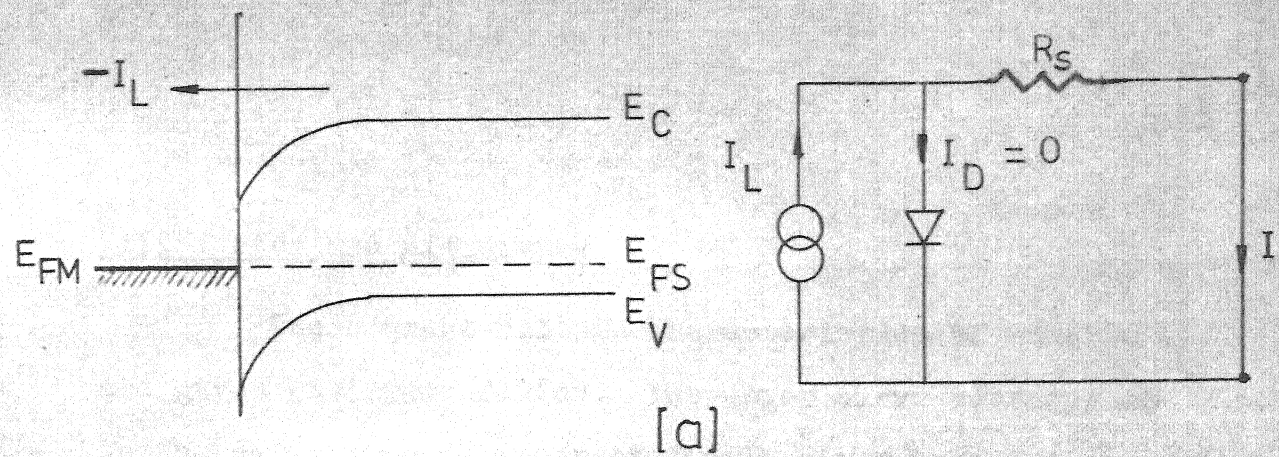 -I_L
E_C
E_FM
E_FS
E_V
R_S
I_L
I_D = 0
I
[a]